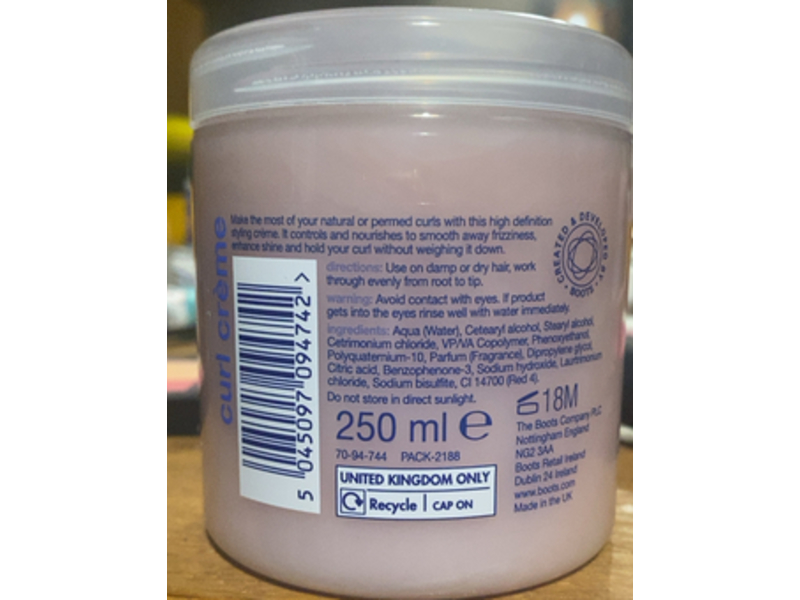 curl crème
Make the most of your natural or permed curls with this high definition
styling crème. It controls and nourishes to smooth away frizziness,
enhance shine and hold your curl without weighing it down.
CREATED & DEVELOPED BY
BOOTS
directions: Use on damp or dry hair, work
through evenly from root to tip.
warning: Avoid contact with eyes. If product
gets into the eyes rinse well with water immediately.
ingredients: Aqua (Water), Cetearyl alcohol, Stearyl alcohol,
Cetrimonium chloride, VP/VA Copolymer, Phenoxyethanol,
Polyquaternium-10, Parfum (Fragrance), Dipropylene glycol,
Citric acid, Benzophenone-3, Sodium hydroxide, Laurtrimonium
chloride, Sodium bisulfite, CI 14700 (Red 4).
Do not store in direct sunlight.
250 ml e
70-94-744 PACK-2188
UNITED KINGDOM ONLY
Recycle | CAP ON
18M
The Boots Company PLC
Nottingham England
NG2 3AA
Boots Retail Ireland
Dublin 24 Ireland
www.boots.com
Made in the UK
5 045097 094742 >